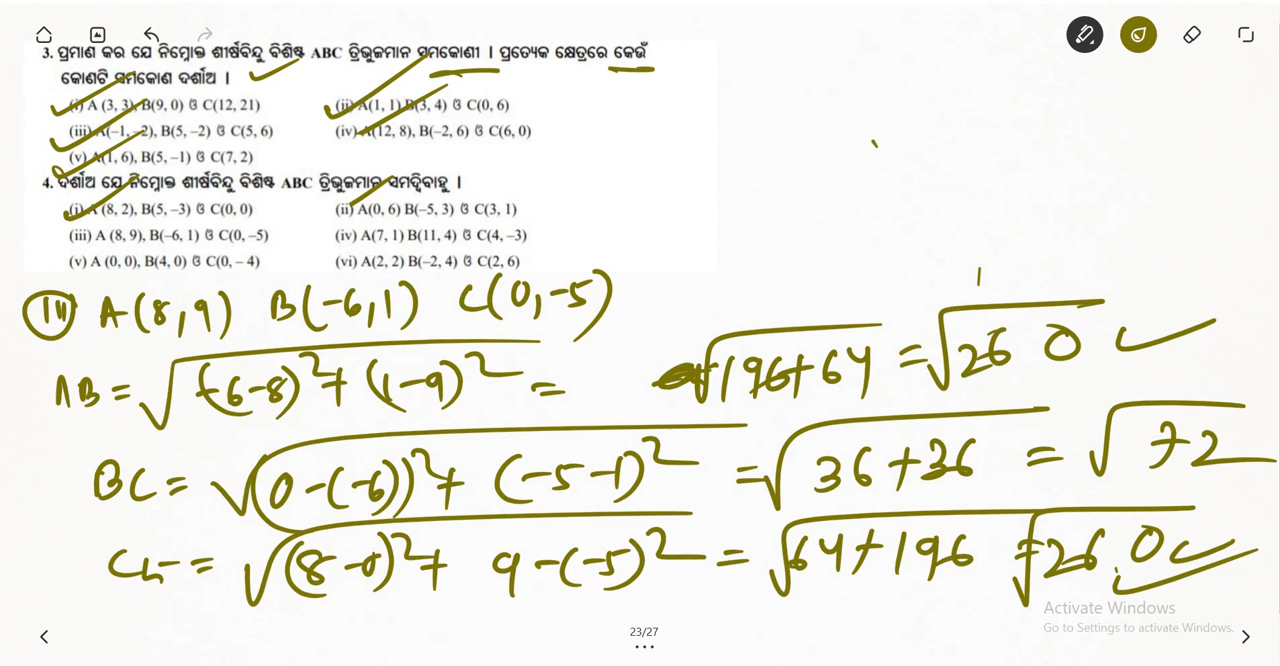 3. ପ୍ରମାଣ କର ଯେ ନିମ୍ନୋକ୍ତ ଶୀର୍ଷବିନ୍ଦୁ ବିଶିଷ୍ଟ ABC ତ୍ରିଭୁଜମାନ ସମକୋଣୀ । ପ୍ରତ୍ୟେକ କ୍ଷେତ୍ରରେ କେଉଁ
କୋଣଟି ସମକୋଣ ଦର୍ଶାଅ ।
(i) A (3, 3), B(9, 0) ଓ C(12, 21) (ii) A(1, 1) B(3, 4) ଓ C(0, 6)
(iii) A(–1, –2), B(5, –2) ଓ C(5, 6) (iv) A(12, 8), B(–2, 6) ଓ C(6, 0)
(v) A(1, 6), B(5, –1) ଓ C(7, 2)
4. ଦର୍ଶାଅ ଯେ ନିମ୍ନୋକ୍ତ ଶୀର୍ଷବିନ୍ଦୁ ବିଶିଷ୍ଟ ABC ତ୍ରିଭୁଜମାନ ସମଦ୍ବିବାହୁ ।
(i) A (8, 2), B(5, –3) ଓ C(0, 0) (ii) A(0, 6) B(–5, 3) ଓ C(3, 1)
(iii) A (8, 9), B(–6, 1) ଓ C(0, –5) (iv) A(7, 1) B(11, 4) ଓ C(4, –3)
(v) A (0, 0), B(4, 0) ଓ C(0, – 4) (vi) A(2, 2) B(–2, 4) ଓ C(2, 6)
(iii) A(8,9) B(-6,1) C(0,-5)
AB = √(-6-8)²+(1-9)² = √196+64 = √260
BC = √(0-(-6))²+(-5-1)² = √36+36 = √72
CA = √(8-0)²+ 9-(-5)² = √64+196 = √260
Activate Windows
Go to Settings to activate Windows.
23/27